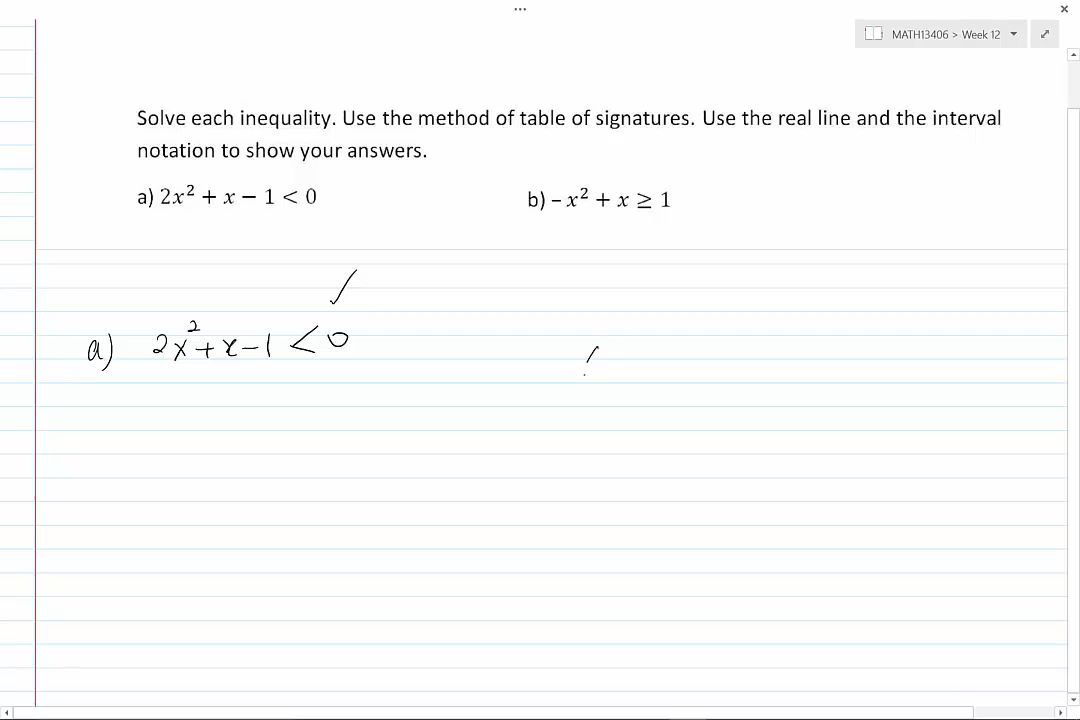 MATH13406 > Week 12
Solve each inequality. Use the method of table of signatures. Use the real line and the interval
notation to show your answers.
a) 2x² + x − 1 < 0
b) – x² + x ≥ 1
a) 2x² + x − 1 < 0